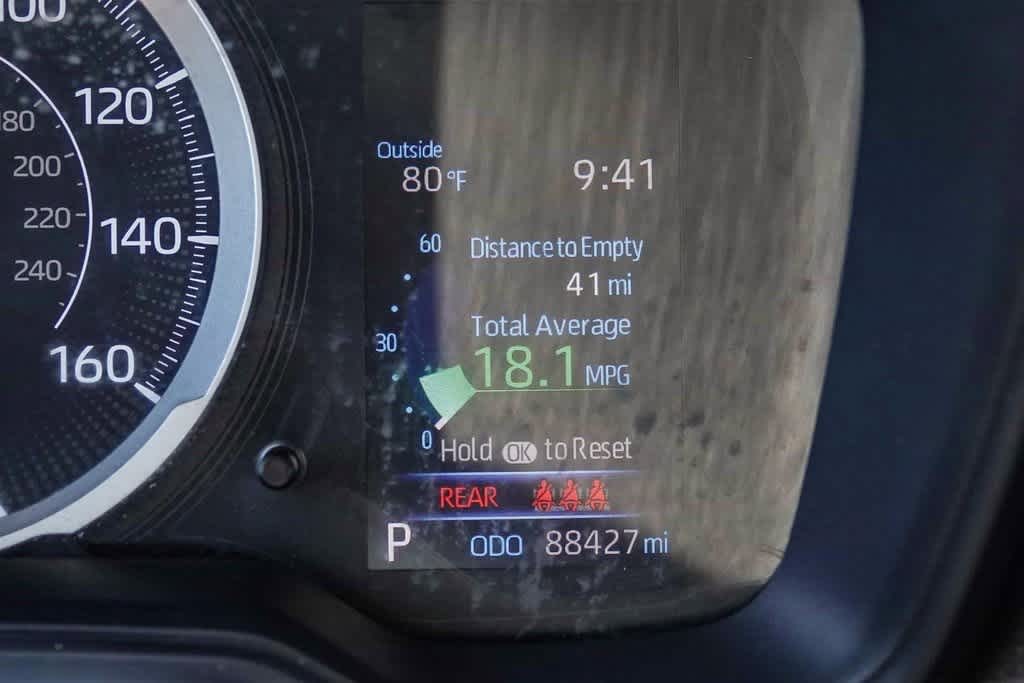 100
120
140
160
180
200
220
240
Outside
80°F
9:41
60
30
0
Distance to Empty
41 mi
Total Average
18.1 MPG
Hold OK to Reset
REAR
P
ODO 88427 mi